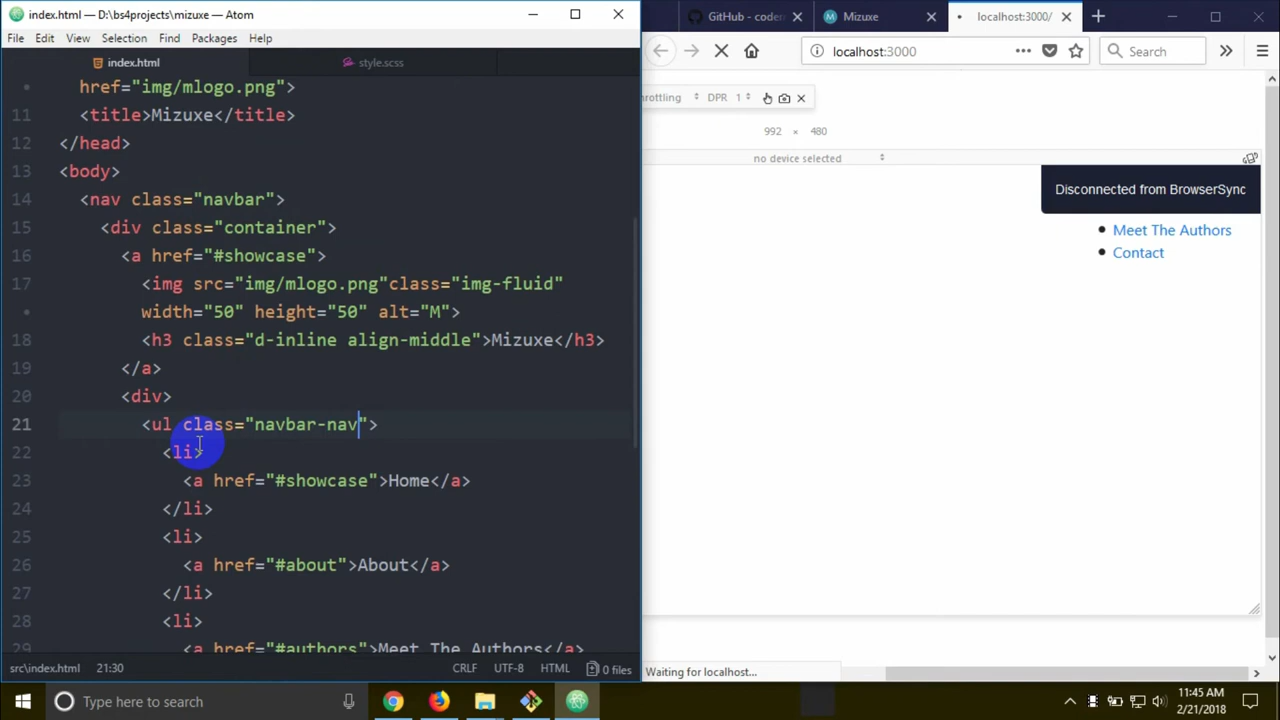 index.html — D:\bs4projects\mizuxe — Atom
File Edit View Selection Find Packages Help
index.html
style.scss
href="img/mlogo.png">
11 <title>Mizuxe</title>
12 </head>
13 <body>
14 <nav class="navbar">
15 <div class="container">
16 <a href="#showcase">
17 <img src="img/mlogo.png"class="img-fluid"
width="50" height="50" alt="M">
18 <h3 class="d-inline align-middle">Mizuxe</h3>
19 </a>
20 <div>
21 <ul class="navbar-nav">
22 <li>
23 <a href="#showcase">Home</a>
24 </li>
25 <li>
26 <a href="#about">About</a>
27 </li>
28 <li>
29 <a href="#authors">Meet The Authors</a>
src\index.html 21:30 CRLF UTF-8 HTML 0 files
GitHub - coder
Mizuxe
localhost:3000/
localhost:3000
Search
hrottling DPR 1
992 × 480
no device selected
Disconnected from BrowserSync
Meet The Authors
Contact
Waiting for localhost...
Type here to search
11:45 AM
2/21/2018